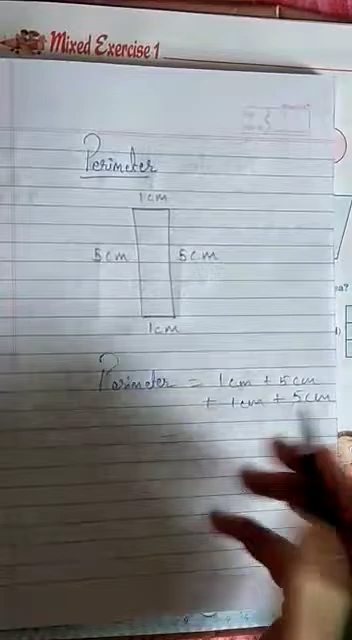 Mixed Exercise 1
Perimeter
1cm
5cm 5cm
1cm
Perimeter = 1cm + 5cm
+ 1cm + 5cm